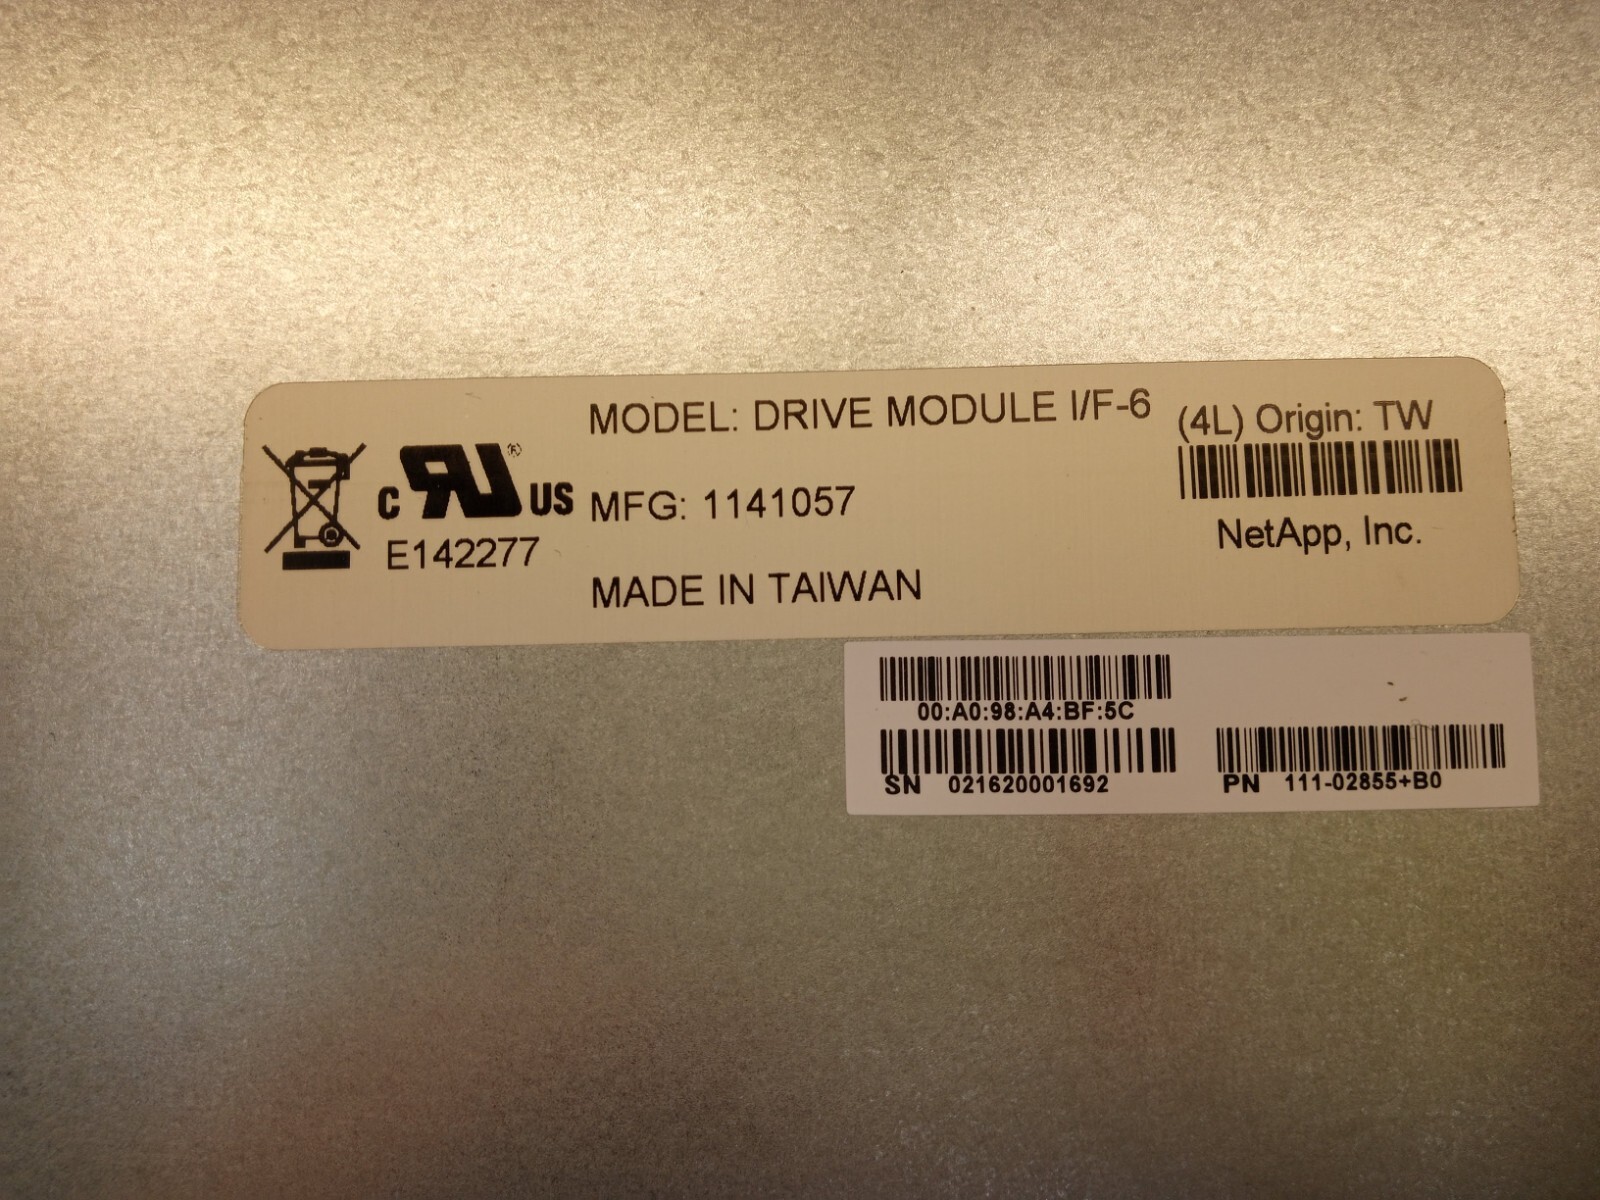 MODEL: DRIVE MODULE I/F-6
(4L) Origin: TW
c RU ® US
MFG: 1141057
NetApp, Inc.
E142277
MADE IN TAIWAN
00:A0:98:A4:BF:5C
SN 021620001692
PN 111-02855+B0